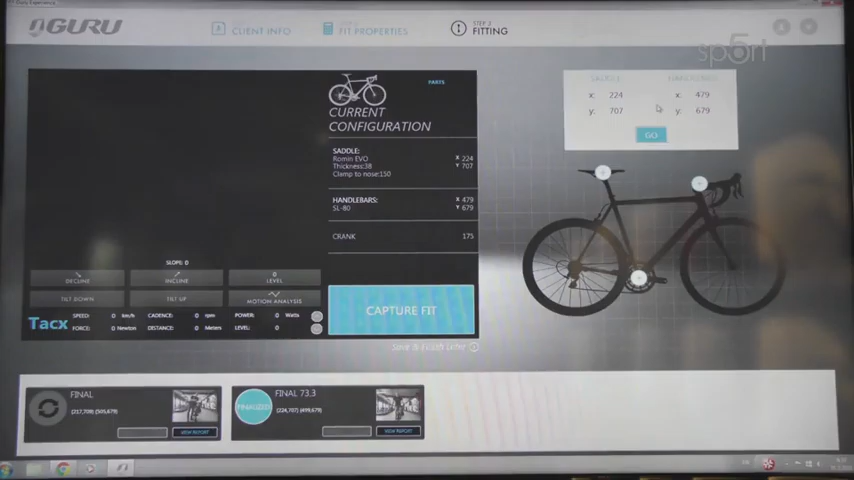 GURU
CLIENT INFO
FIT PROPERTIES
STEP 3
FITTING
sp5rt
SADDLE
x: 224
y: 707
HANDLEBARS
x: 479
y: 679
GO
PARTS
CURRENT
CONFIGURATION
SADDLE:
Romin EVO
Thickness:38
Clamp to nose:150
X 224
Y 707
HANDLEBARS:
SL-80
X 479
Y 679
CRANK 175
CAPTURE FIT
SLOPE: 0
DECLINE
INCLINE
0
LEVEL
TILT DOWN
TILT UP
MOTION ANALYSIS
Tacx
SPEED: 0 km/h CADENCE: 0 rpm POWER: 0 Watts
FORCE: 0 Newton DISTANCE: 0 Meters LEVEL: 0
FINAL
(217,708) (505,679)
VIEW REPORT
FINALIZED
FINAL 73.3
(224,707) (499,679)
VIEW REPORT